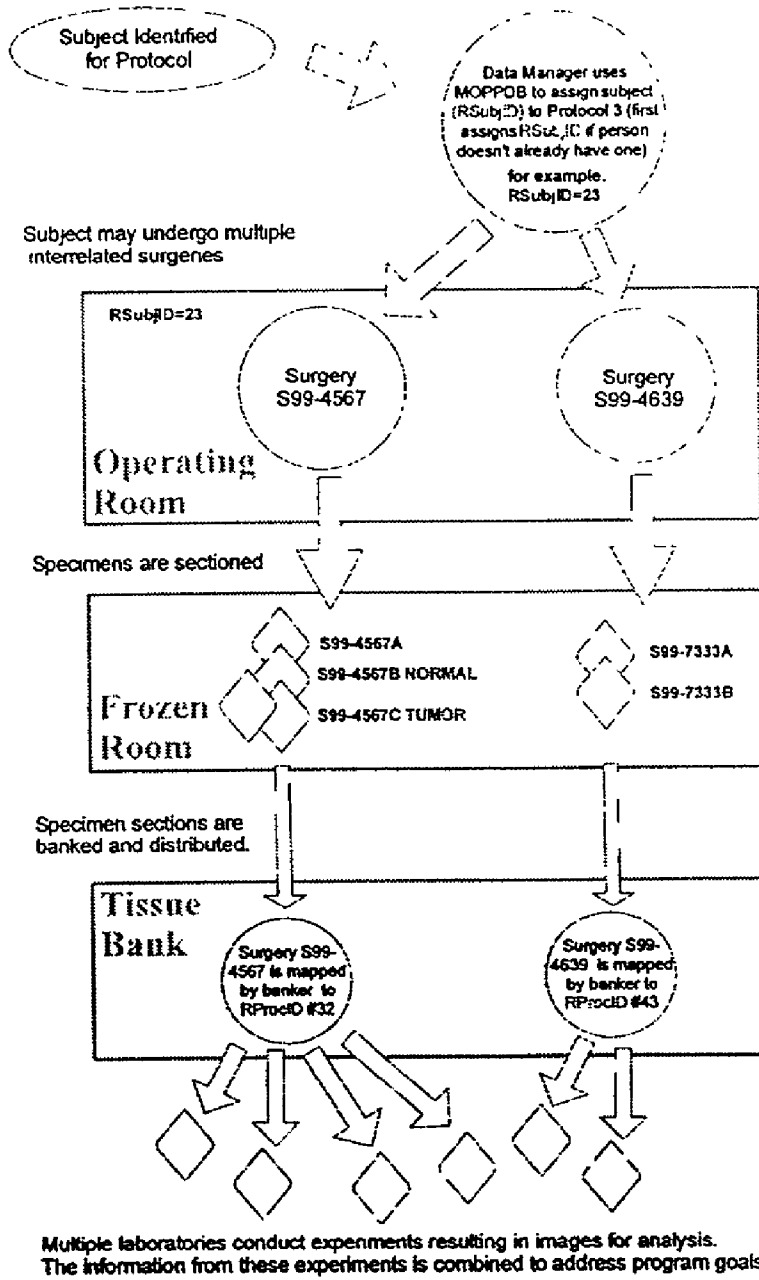 Subject Identified
for Protocol
Data Manager uses
MOPPDB to assign subject
(RSubjID) to Protocol 3 (first
assigns RSubjID if person
doesn't already have one)
for example.
RSubjID=23
Subject may undergo multiple
interrelated surgeries
RSubjID=23
Surgery
S99-4567
Surgery
S99-4639
Operating
Room
Specimens are sectioned
S99-4567A
S99-4567B NORMAL
S99-4567C TUMOR
S99-7333A
S99-7333B
Frozen
Room
Specimen sections are
banked and distributed.
Tissue
Bank
Surgery S99-
4567 is mapped
by banker to
RProcID #32
Surgery S99-
4639 is mapped
by banker to
RProcID #43
Multiple laboratories conduct experiments resulting in images for analysis.
The information from these experiments is combined to address program goals